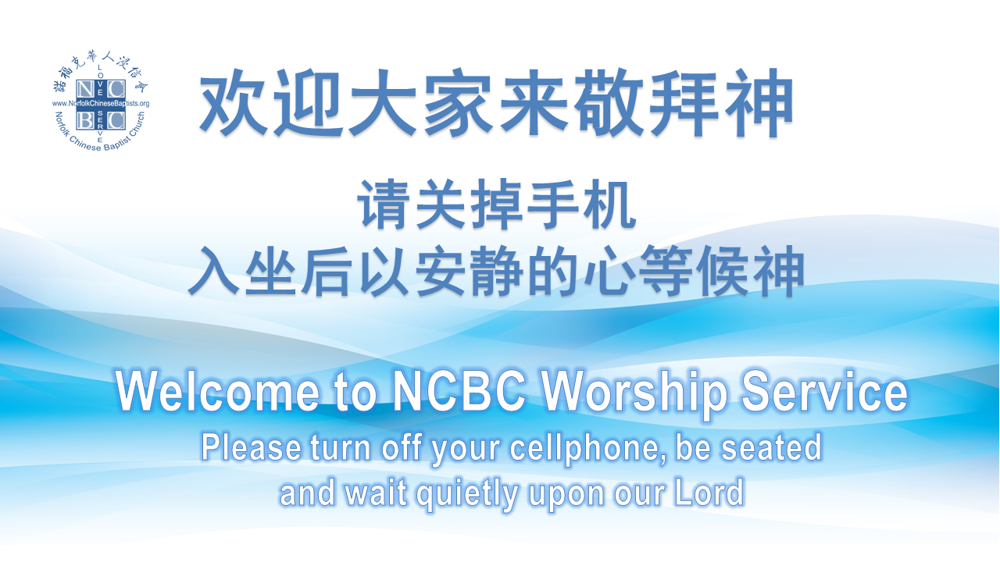 諾福克華人浸信會
LOVE
NC
www.NorfolkChineseBaptists.org
BC
SERVE
Norfolk Chinese Baptist Church
欢迎大家来敬拜神
请关掉手机
入坐后以安静的心等候神
Welcome to NCBC Worship Service
Please turn off your cellphone, be seated
and wait quietly upon our Lord